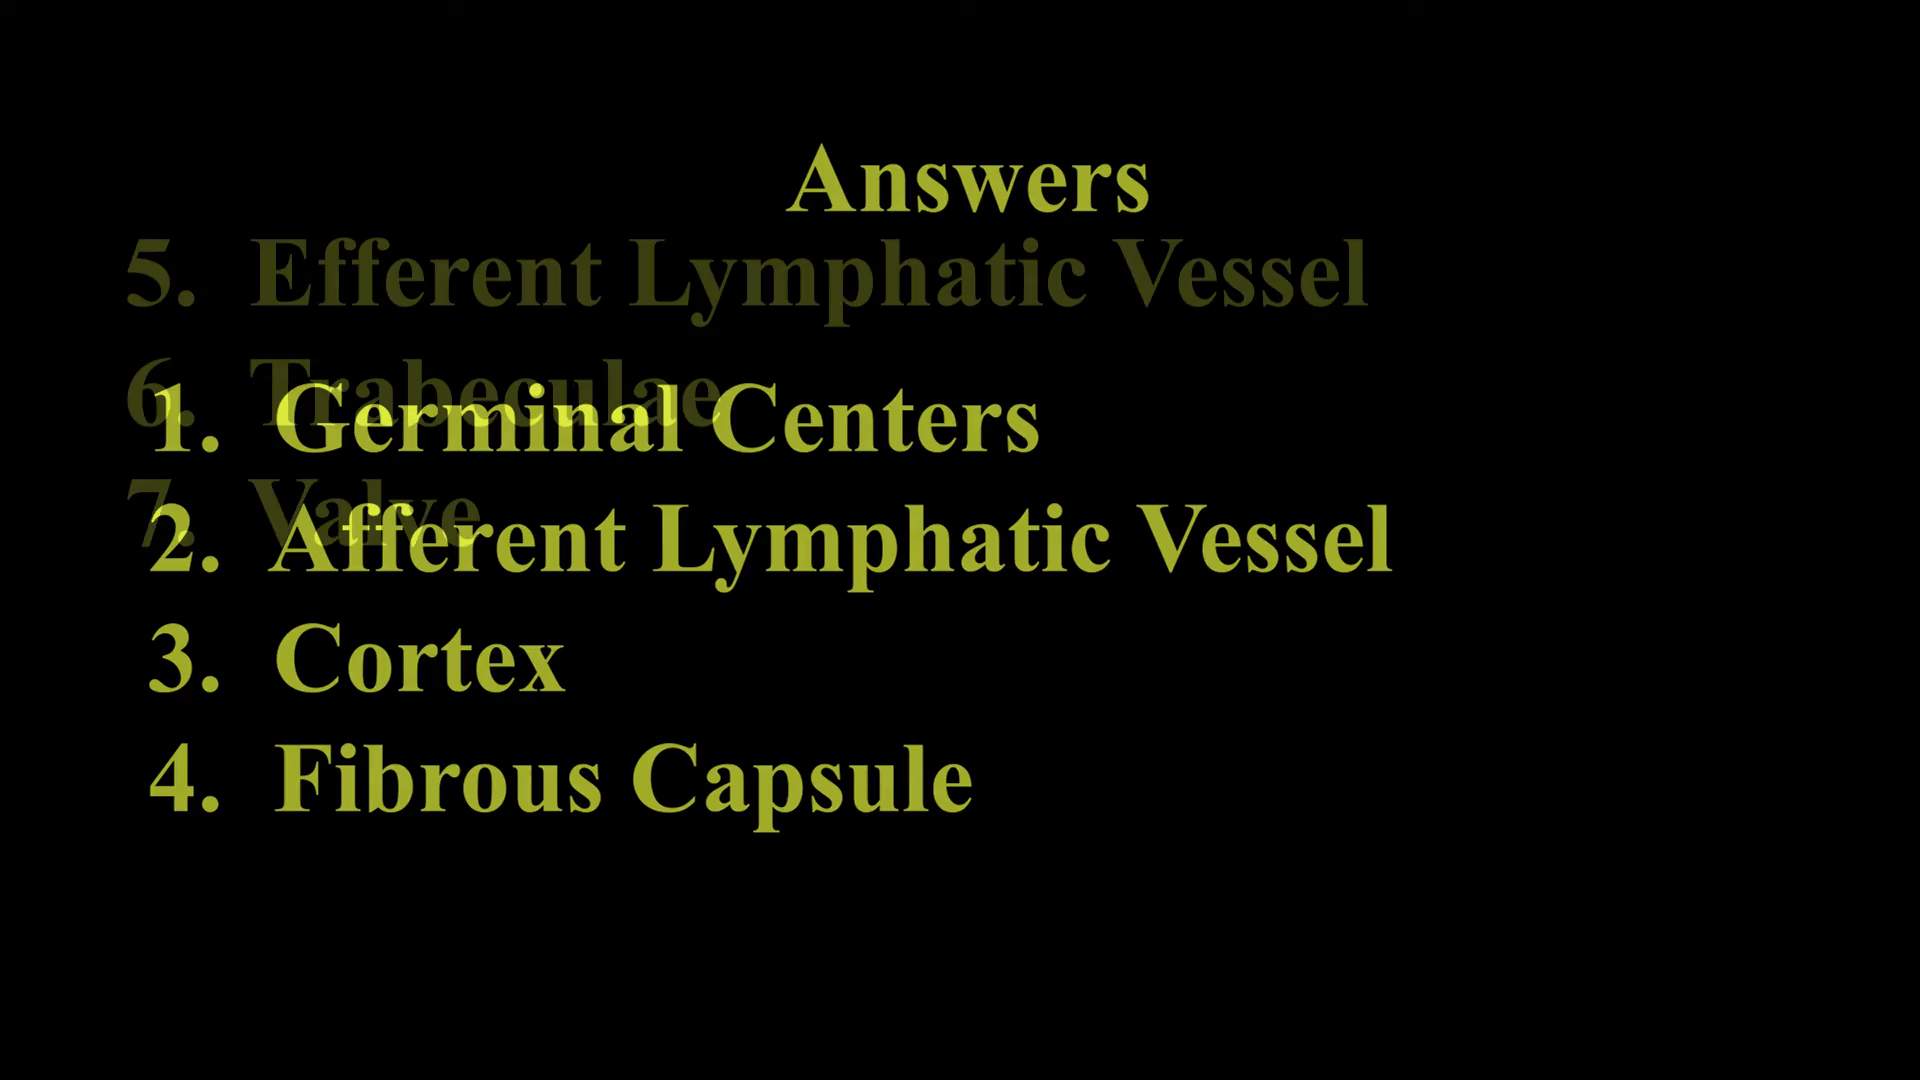 Answers
5. Efferent Lymphatic Vessel
6. Trabeculae
1. Germinal Centers
7. Valve
2. Afferent Lymphatic Vessel
3. Cortex
4. Fibrous Capsule